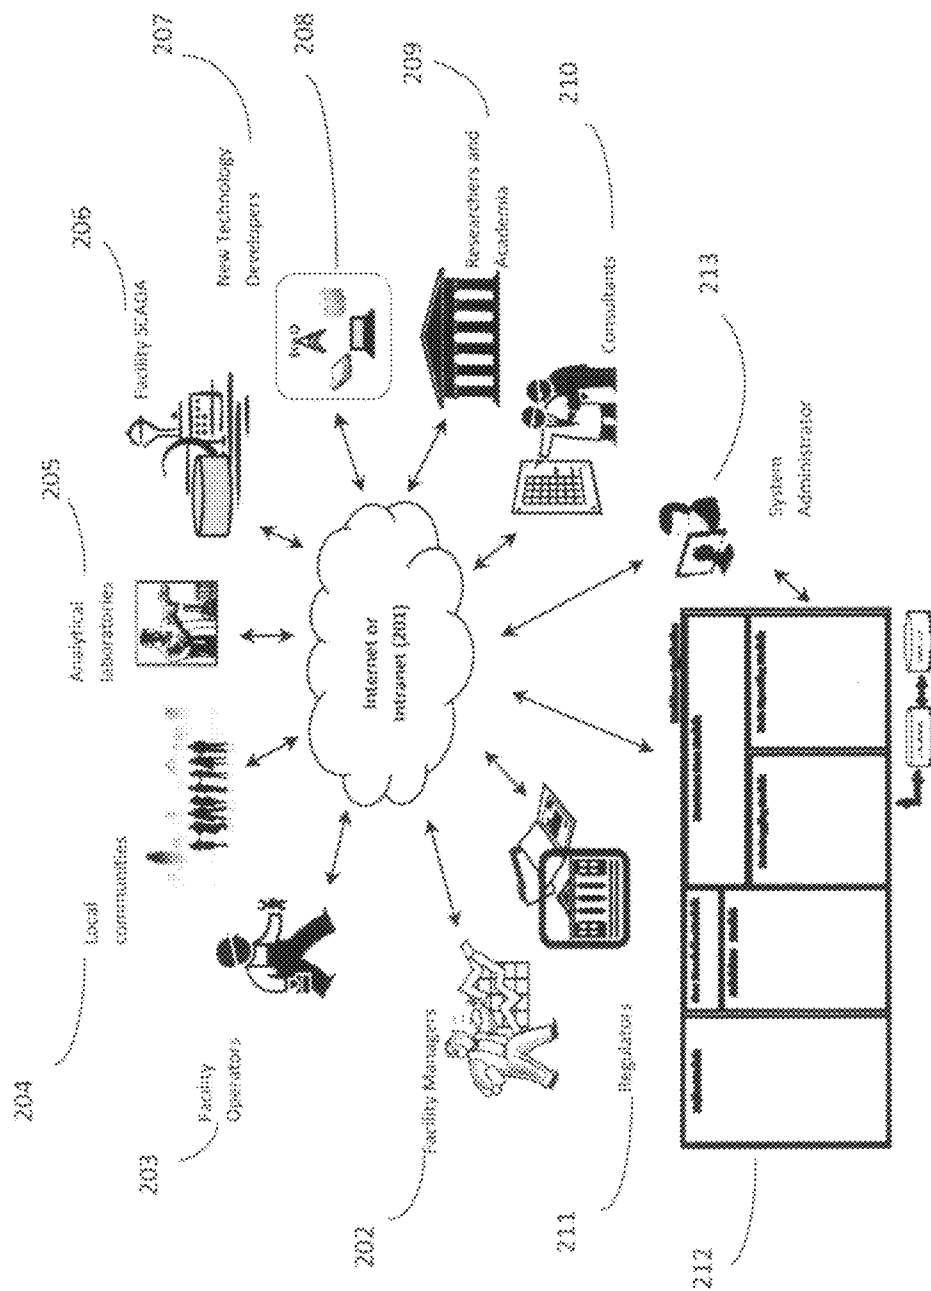 204
Local
communities
205
Analytical
laboratories
206
Facility SCADA
207
New Technology
Developers
208
203
Facility
Operators
Internet or
Intranet (201)
209
Researchers and
Academia
202
Facility Managers
210
Consultants
211
Regulators
213
System
Administrator
212